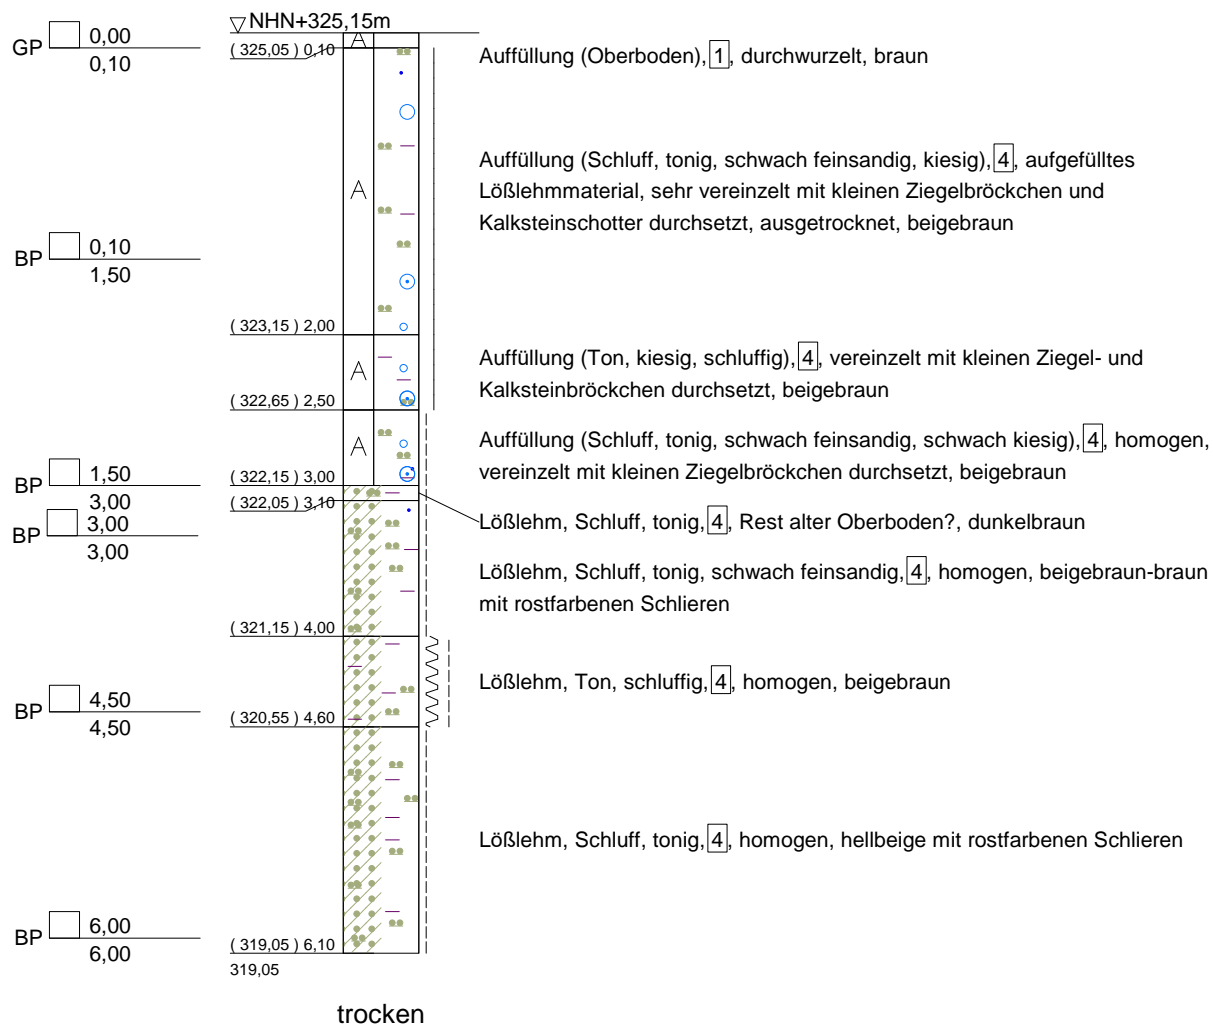 NHN+325,15m
GP 0,00
0,10
( 325,05 ) 0,10
A
Auffüllung (Oberboden), 1, durchwurzelt, braun
A
Auffüllung (Schluff, tonig, schwach feinsandig, kiesig), 4, aufgefülltes
Lößlehmmaterial, sehr vereinzelt mit kleinen Ziegelbröckchen und
Kalksteinschotter durchsetzt, ausgetrocknet, beigebraun
BP 0,10
1,50
( 323,15 ) 2,00
A
Auffüllung (Ton, kiesig, schluffig), 4, vereinzelt mit kleinen Ziegel- und
Kalksteinbröckchen durchsetzt, beigebraun
( 322,65 ) 2,50
A
Auffüllung (Schluff, tonig, schwach feinsandig, schwach kiesig), 4, homogen,
vereinzelt mit kleinen Ziegelbröckchen durchsetzt, beigebraun
BP 1,50
3,00
( 322,15 ) 3,00
( 322,05 ) 3,10
BP 3,00
3,00
Lößlehm, Schluff, tonig, 4, Rest alter Oberboden?, dunkelbraun
Lößlehm, Schluff, tonig, schwach feinsandig, 4, homogen, beigebraun-braun
mit rostfarbenen Schlieren
( 321,15 ) 4,00
Lößlehm, Ton, schluffig, 4, homogen, beigebraun
BP 4,50
4,50
( 320,55 ) 4,60
Lößlehm, Schluff, tonig, 4, homogen, hellbeige mit rostfarbenen Schlieren
BP 6,00
6,00
( 319,05 ) 6,10
319,05
trocken